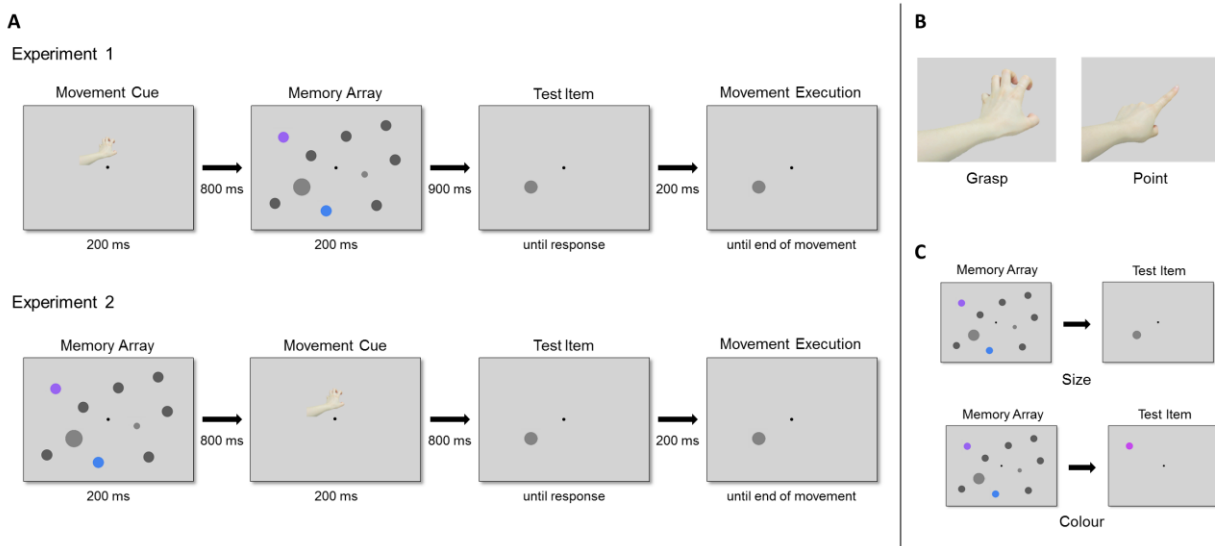 A
Experiment 1
Movement Cue
Memory Array
Test Item
Movement Execution
800 ms
900 ms
200 ms
200 ms
200 ms
until response
until end of movement
Experiment 2
Memory Array
Movement Cue
Test Item
Movement Execution
800 ms
800 ms
200 ms
200 ms
200 ms
until response
until end of movement
B
Grasp
Point
C
Memory Array
Test Item
Size
Memory Array
Test Item
Colour